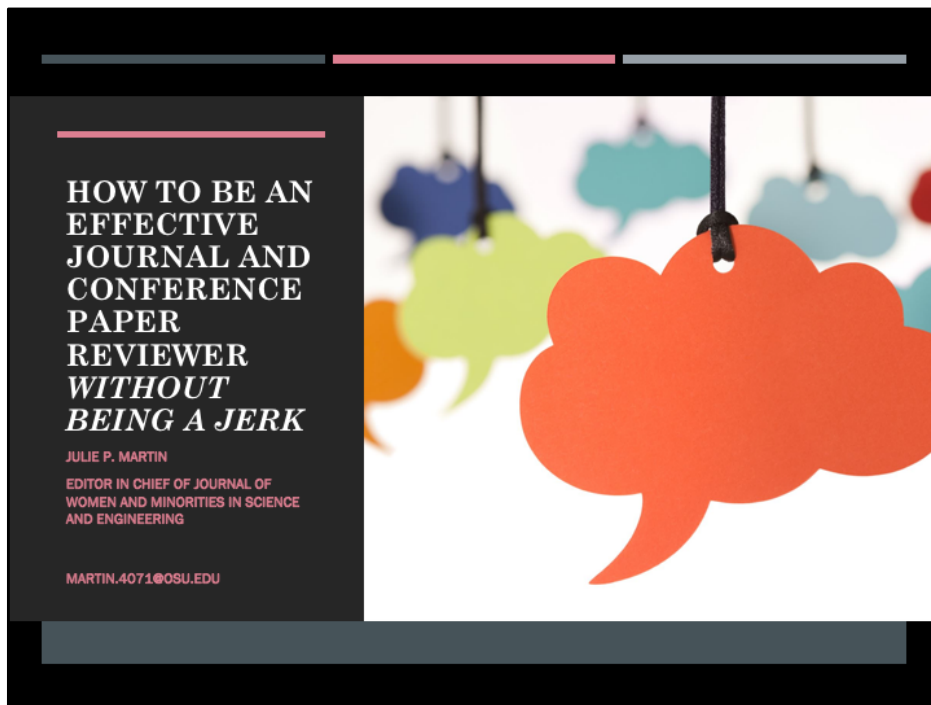 HOW TO BE AN
EFFECTIVE
JOURNAL AND
CONFERENCE
PAPER
REVIEWER
WITHOUT
BEING A JERK
JULIE P. MARTIN
EDITOR IN CHIEF OF JOURNAL OF
WOMEN AND MINORITIES IN SCIENCE
AND ENGINEERING
MARTIN.4071@OSU.EDU